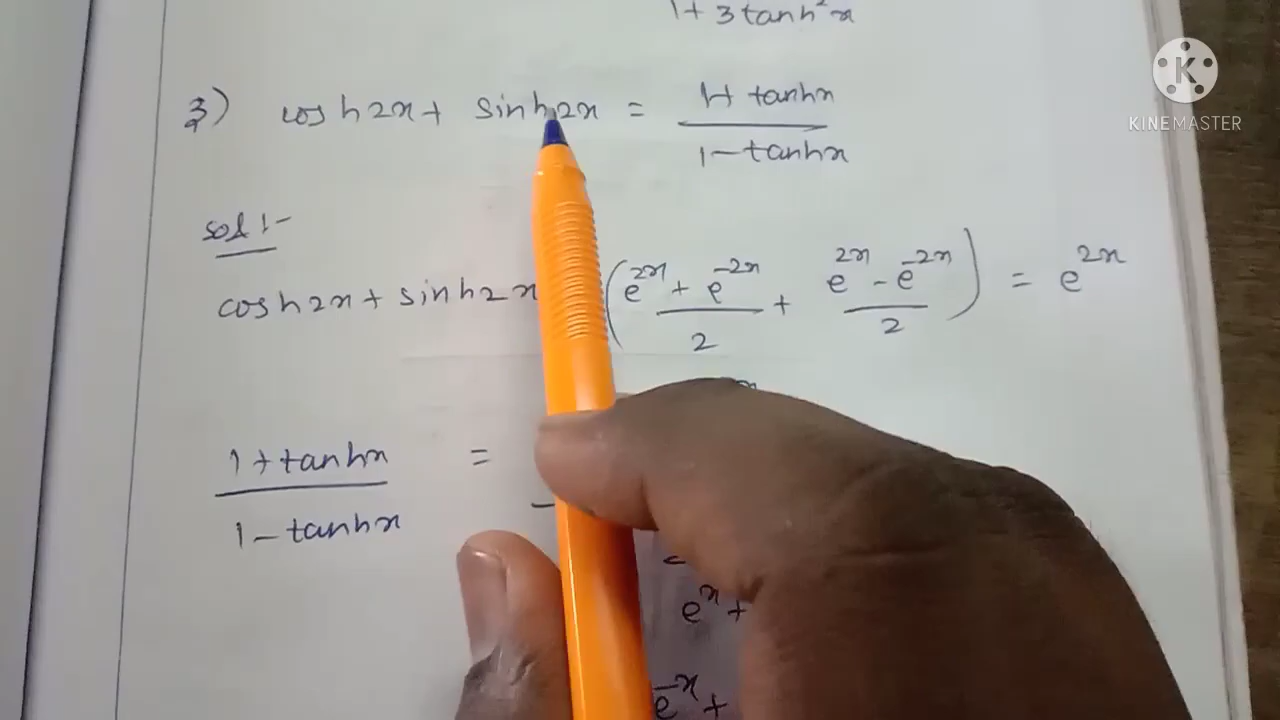 1+3tanh²x
3) cosh2x + sinh2x = (1+tanhx)/(1-tanhx)
Sol:-
cosh2x + sinh2x ((e^2x + e^-2x)/2 + (e^2x - e^-2x)/2) = e^2x
(1+tanhx)/(1-tanhx) =
e^x +
e^-x +
K
KINEMASTER